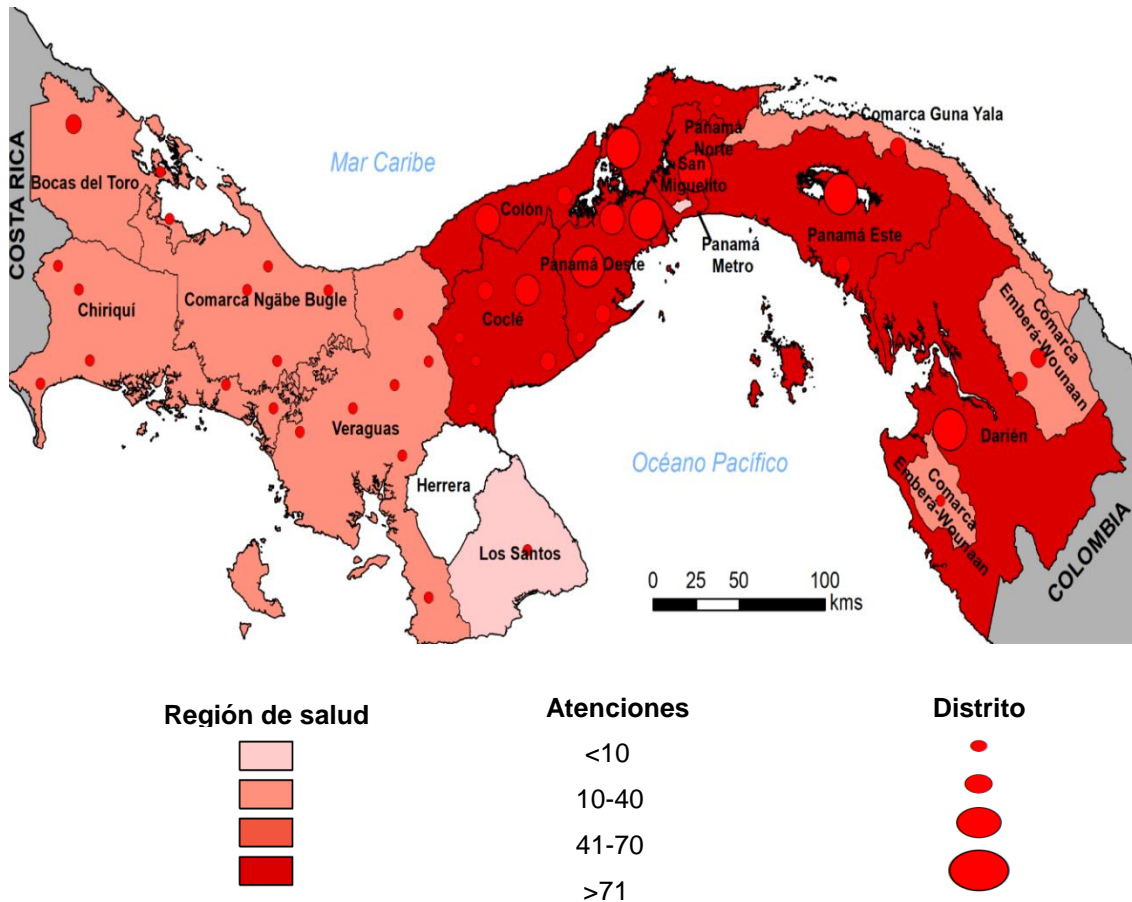 Comarca Guna Yala
Panamá
Norte
Mar Caribe
San
Miguelito
Bocas del Toro
COSTA RICA
Colón
Panamá Este
Panamá
Metro
Panamá Oeste
Comarca Ngäbe Bugle
Chiriquí
Coclé
Comarca
Emberá-Wounaan
Veraguas
Darién
Océano Pacífico
Herrera
Comarca
Emberá-Wounaan
Los Santos
COLOMBIA
0 25 50 100
kms
Región de salud
Atenciones
Distrito
<10
10-40
41-70
>71